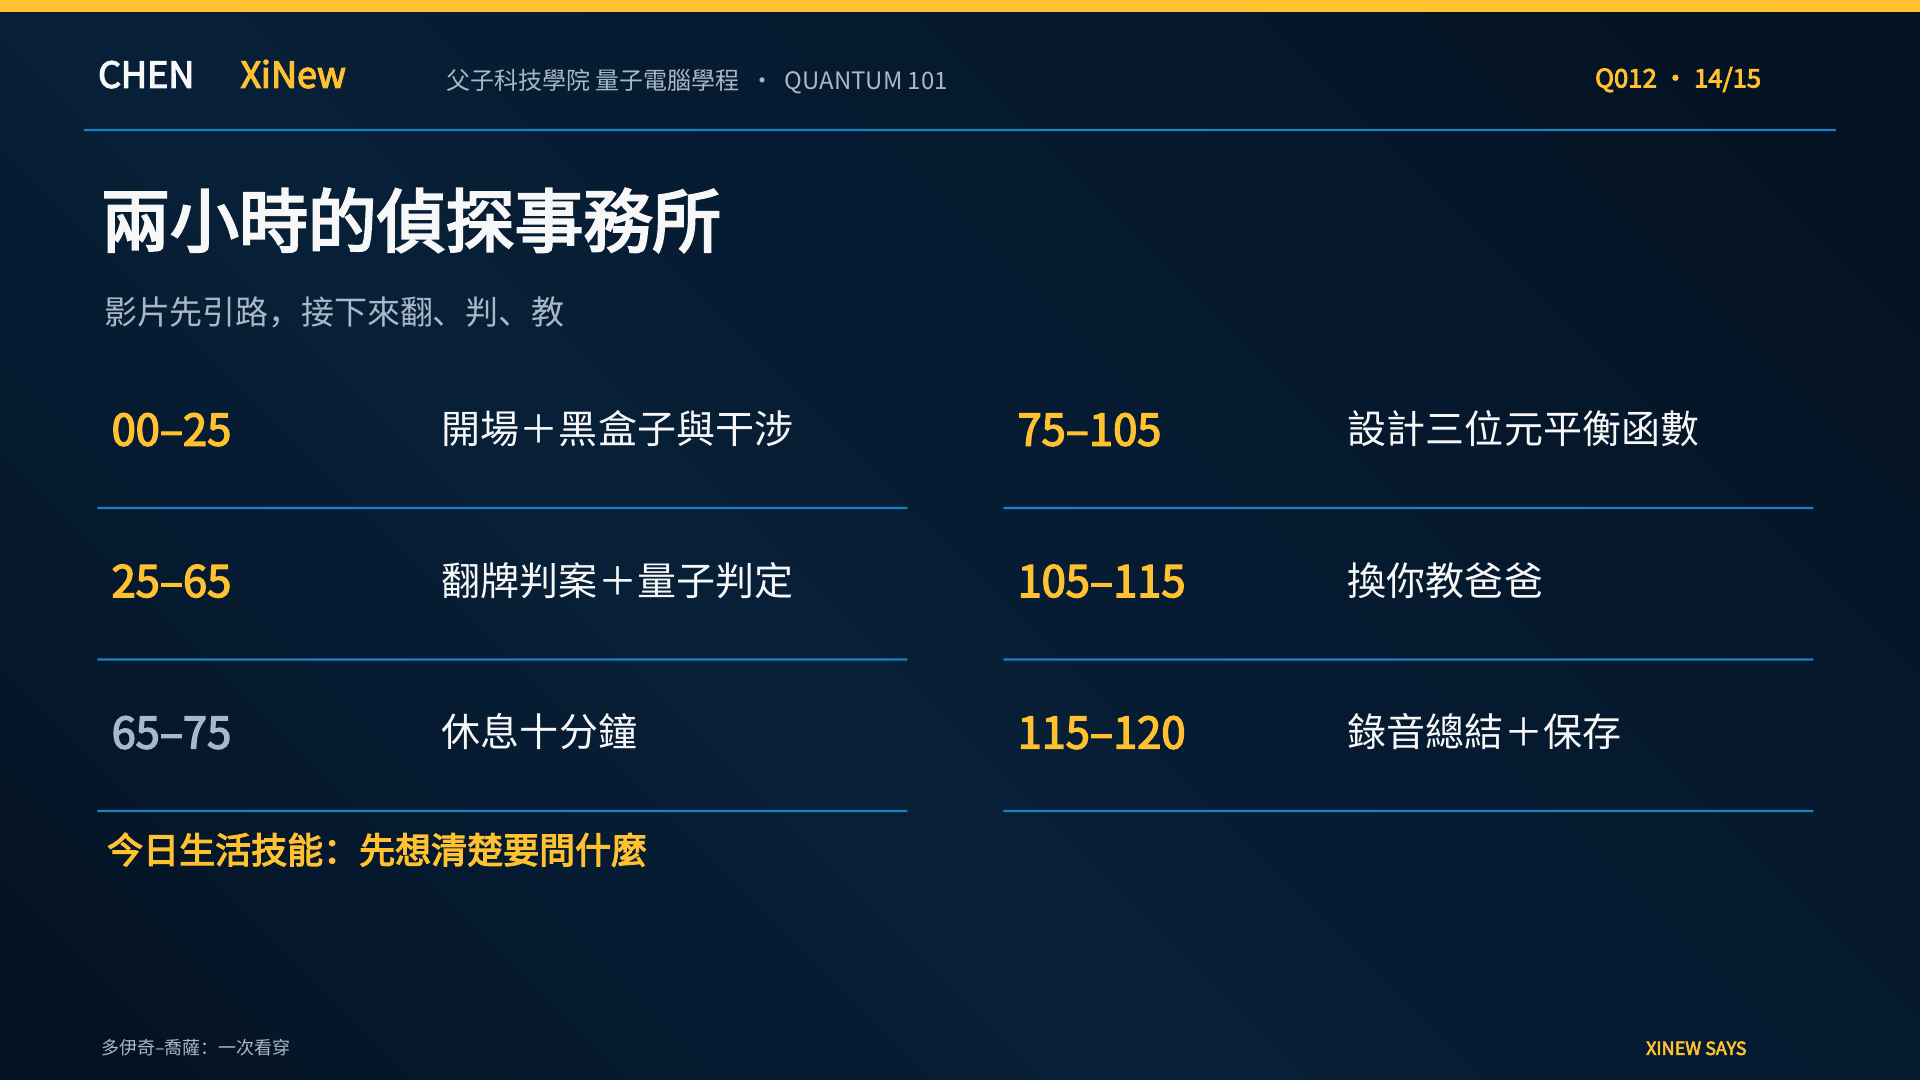 CHEN XiNew 父子科技學院 量子電腦學程 · QUANTUM 101 Q012 · 14/15
兩小時的偵探事務所
影片先引路，接下來翻、判、教
00–25 開場＋黑盒子與干涉
25–65 翻牌判案＋量子判定
65–75 休息十分鐘
75–105 設計三位元平衡函數
105–115 換你教爸爸
115–120 錄音總結＋保存
今日生活技能：先想清楚要問什麼
多伊奇–喬薩：一次看穿 XINEW SAYS